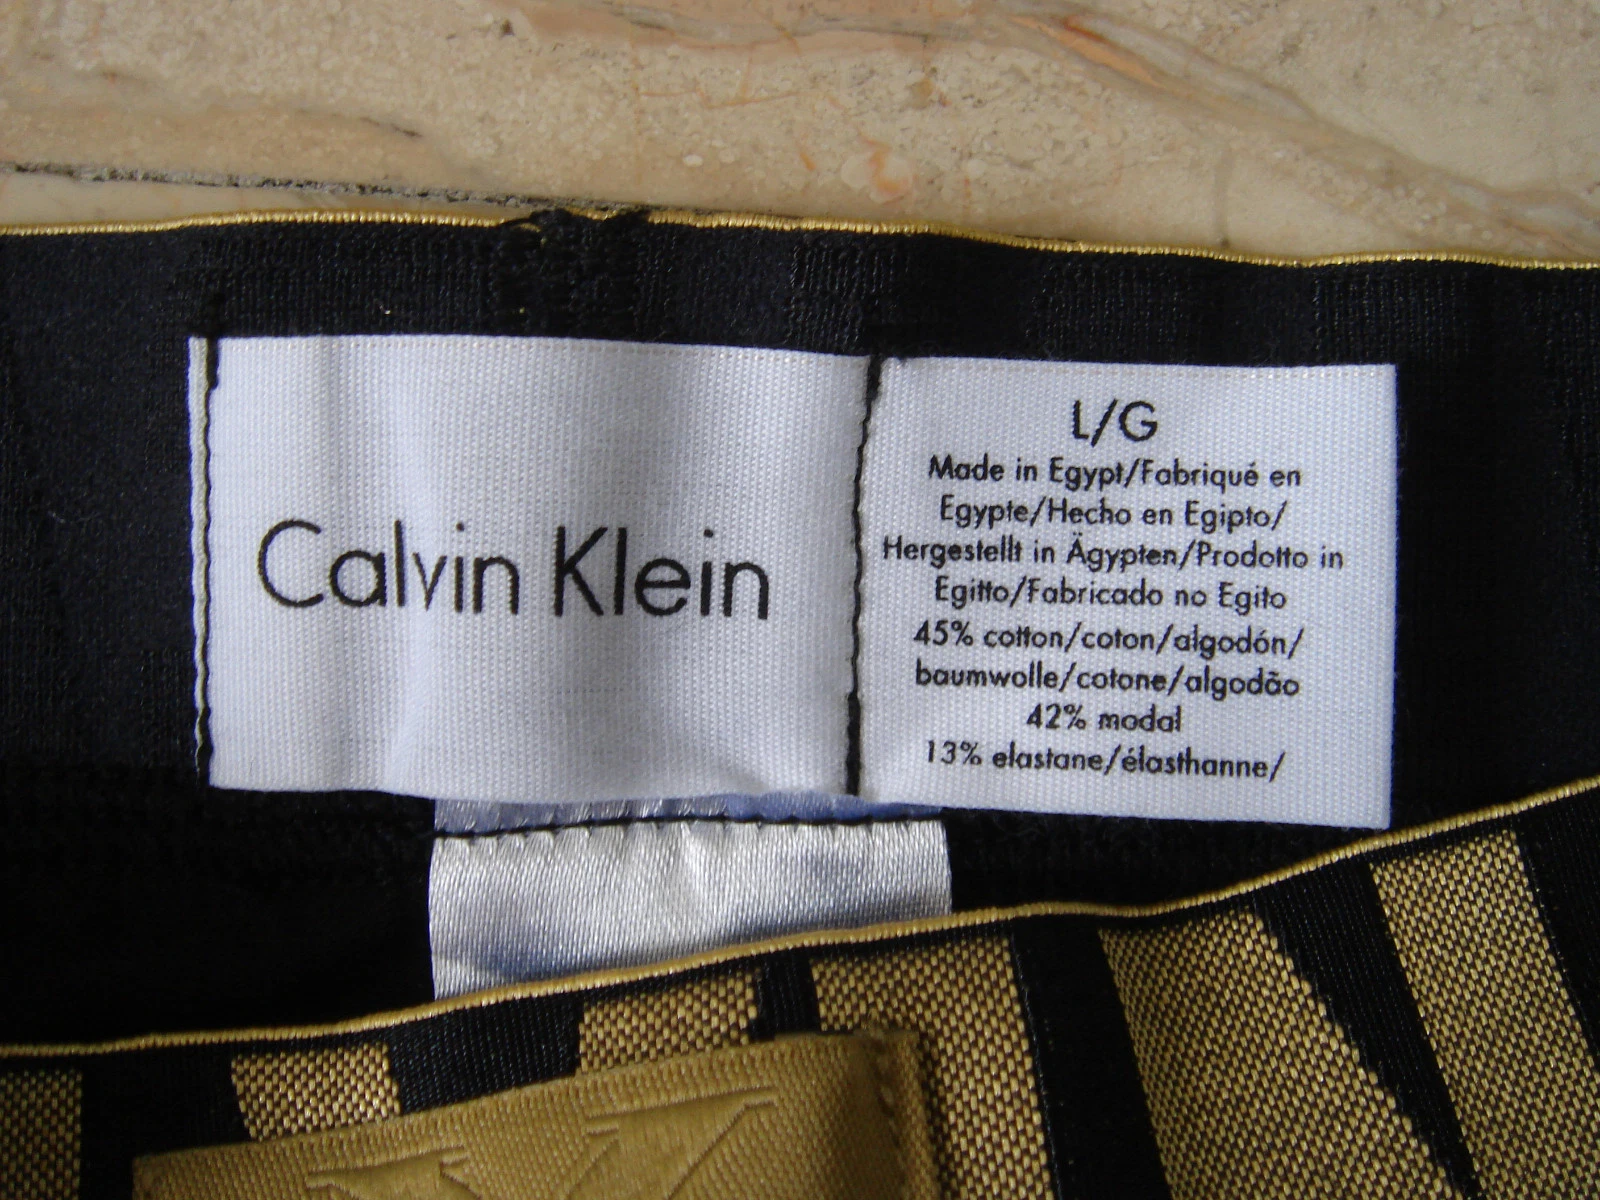 Calvin Klein
L/G
Made in Egypt/Fabriqué en
Egypte/Hecho en Egipto/
Hergestellt in Ägypten/Prodotto in
Egitto/Fabricado no Egito
45% cotton/coton/algodón/
baumwolle/cotone/algodão
42% modal
13% elastane/élasthanne/